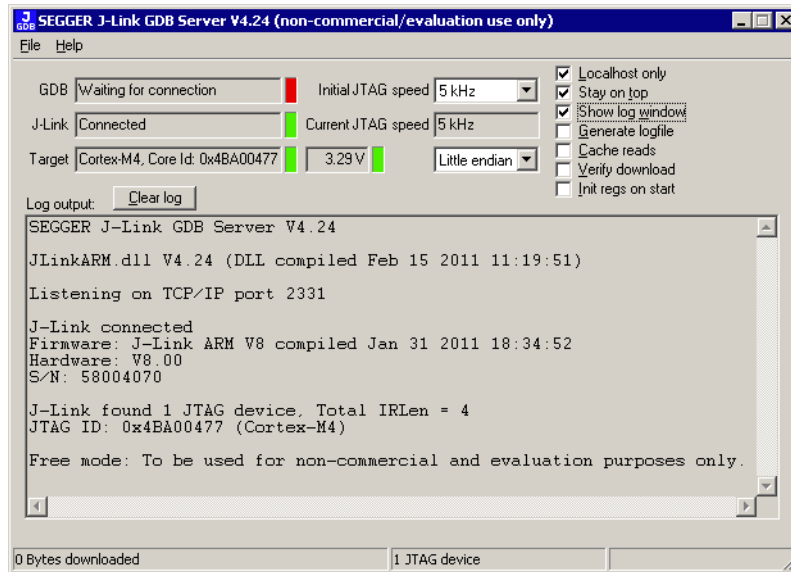 SEGGER J-Link GDB Server V4.24 (non-commercial/evaluation use only)
File Help
GDB Waiting for connection Initial JTAG speed 5 kHz
J-Link Connected Current JTAG speed 5 kHz
Target Cortex-M4, Core Id: 0x4BA00477 3.29 V Little endian
Localhost only
Stay on top
Show log window
Generate logfile
Cache reads
Verify download
Init regs on start
Log output: Clear log
SEGGER J-Link GDB Server V4.24
JLinkARM.dll V4.24 (DLL compiled Feb 15 2011 11:19:51)
Listening on TCP/IP port 2331
J-Link connected
Firmware: J-Link ARM V8 compiled Jan 31 2011 18:34:52
Hardware: V8.00
S/N: 58004070
J-Link found 1 JTAG device, Total IRLen = 4
JTAG ID: 0x4BA00477 (Cortex-M4)
Free mode: To be used for non-commercial and evaluation purposes only.
0 Bytes downloaded 1 JTAG device